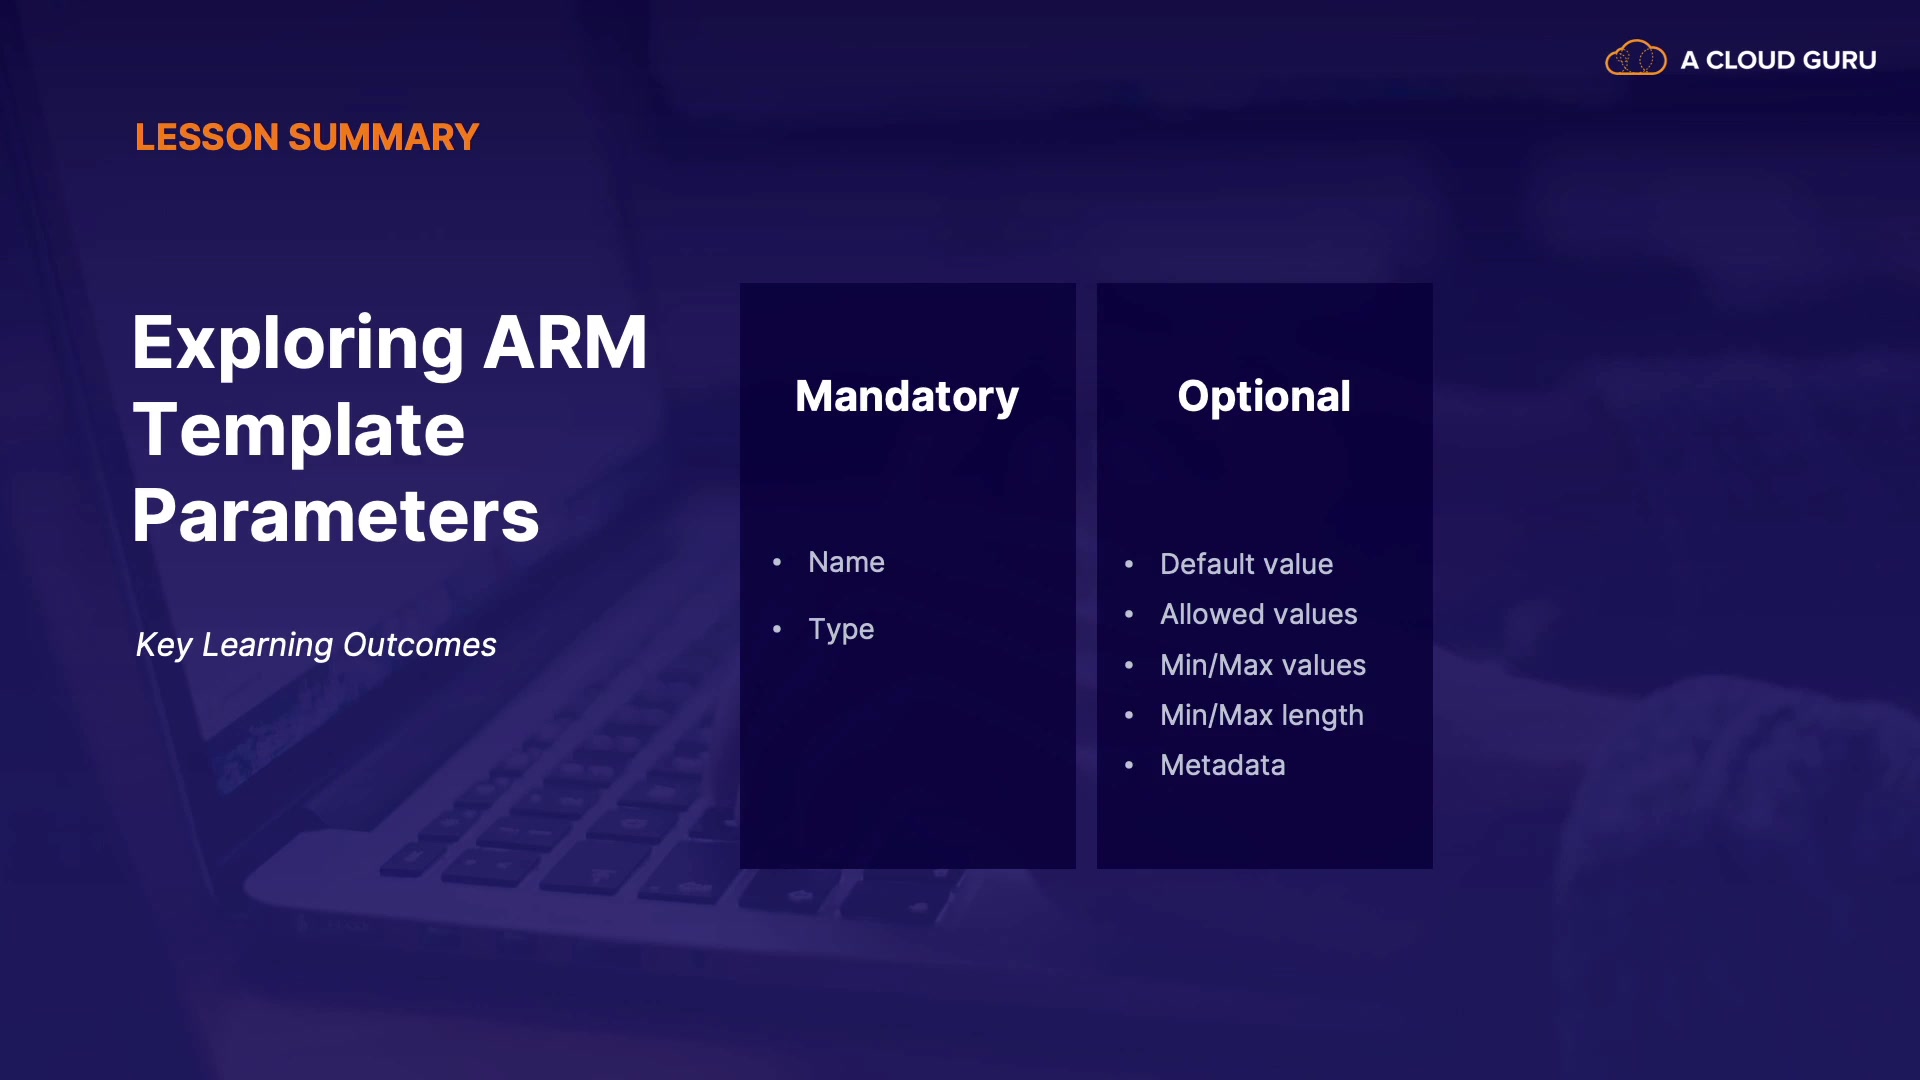 A CLOUD GURU
LESSON SUMMARY
Exploring ARM
Template
Parameters
Key Learning Outcomes
Mandatory
• Name
• Type
Optional
• Default value
• Allowed values
• Min/Max values
• Min/Max length
• Metadata